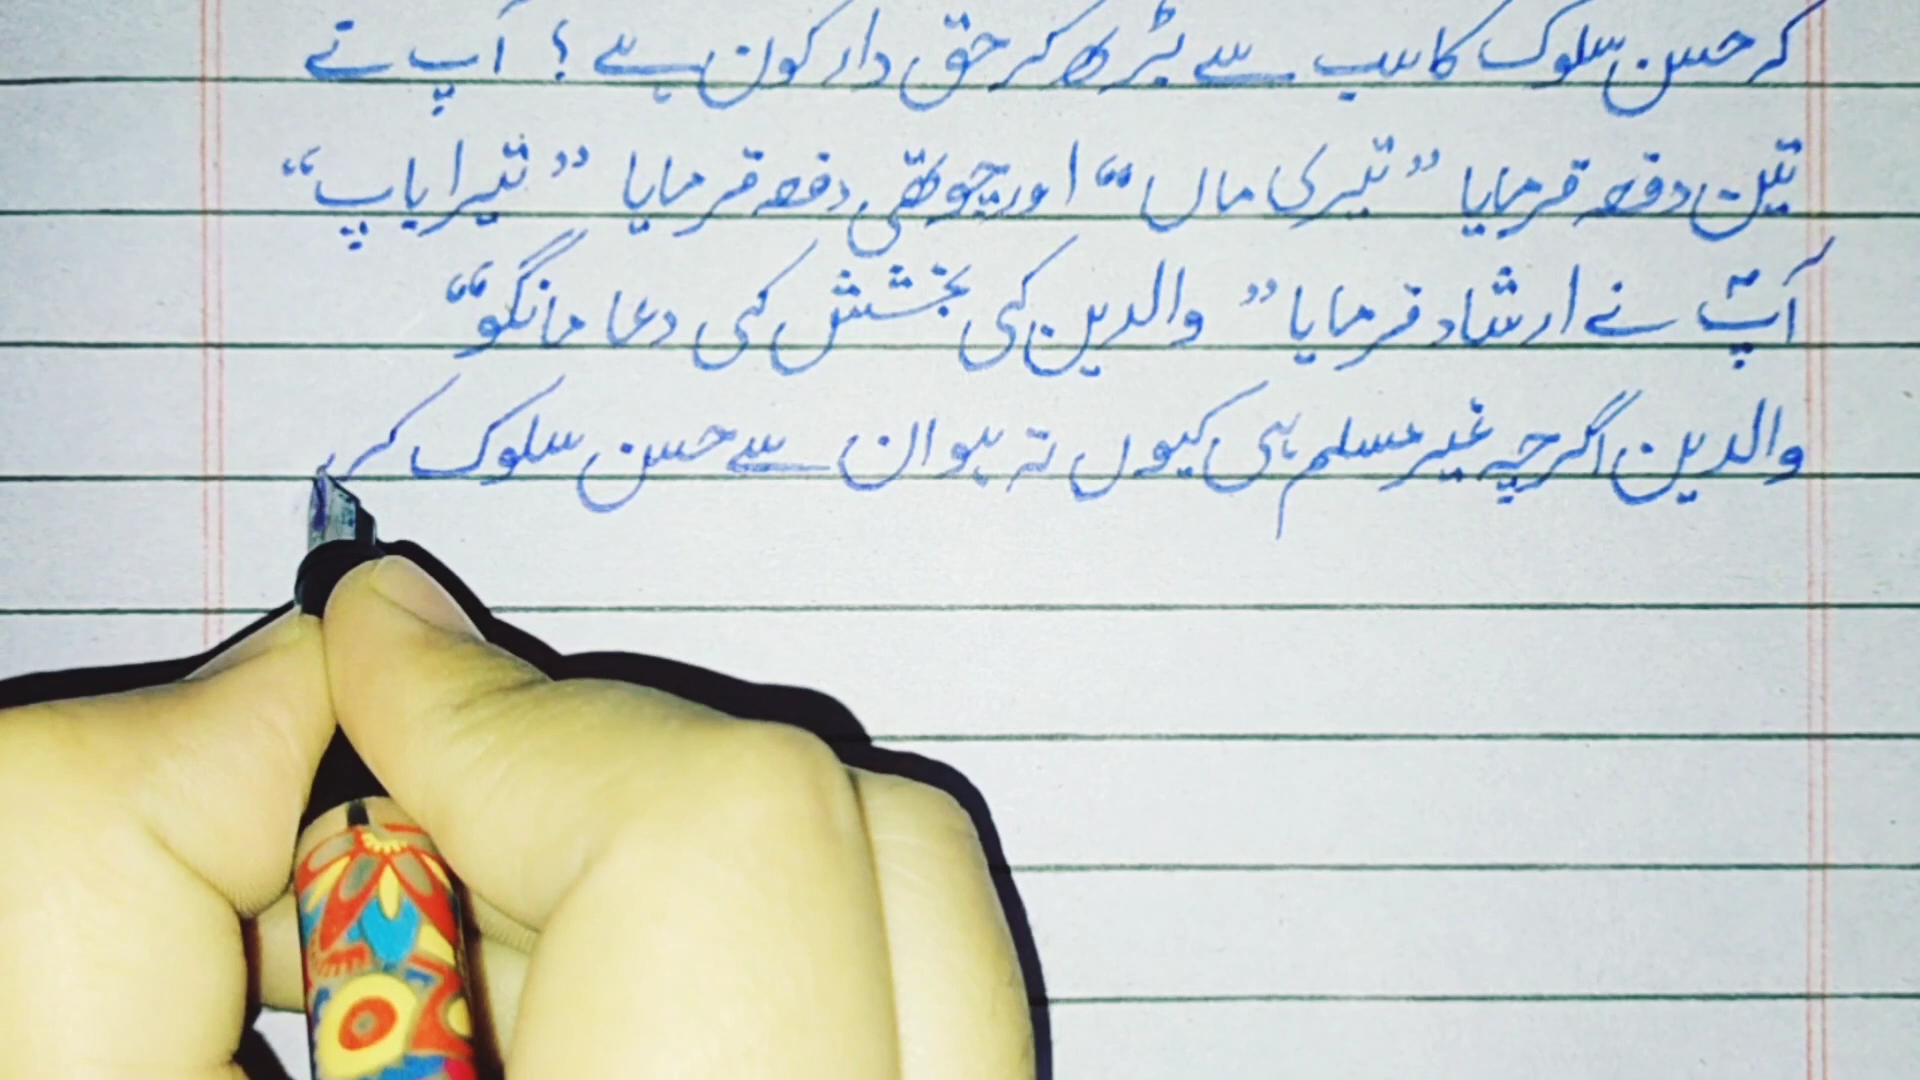 کر حسن سلوک کا سب سے بڑھ کر حق دار کون ہے ؟ آپ نے
تین دفعہ فرمایا ” تیری ماں “ اور چوتھی دفعہ فرمایا ” تیرا باپ “
آپؐ نے ارشاد فرمایا ” والدین کی بخشش کی دعا مانگو “
والدین اگرچہ غیر مسلم ہی کیوں نہ ہو ان سے حسن سلوک کر